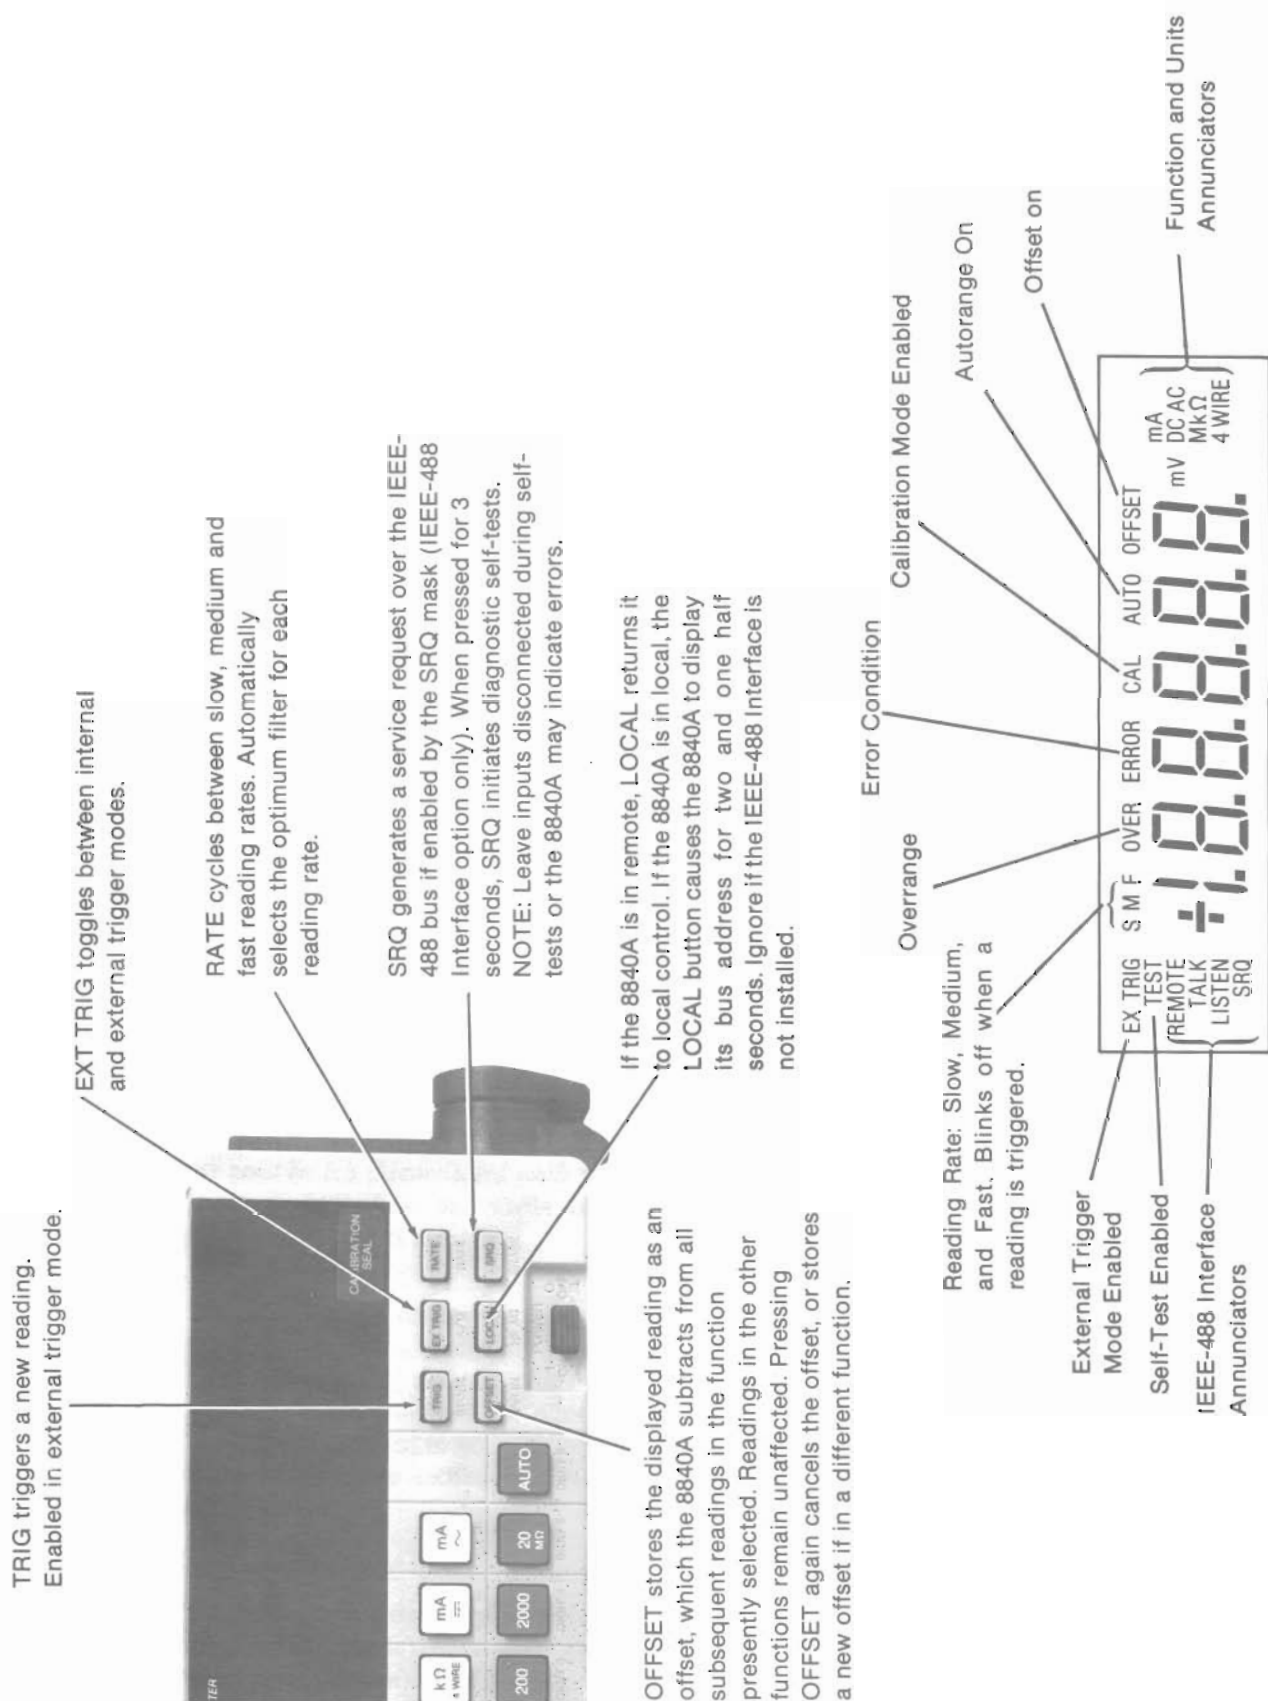 TRIG triggers a new reading.
Enabled in external trigger mode.
EXT TRIG toggles between internal
and external trigger modes.
RATE cycles between slow, medium and
fast reading rates. Automatically
selects the optimum filter for each
reading rate.
SRQ generates a service request over the IEEE-
488 bus if enabled by the SRQ mask (IEEE-488
Interface option only). When pressed for 3
seconds, SRQ initiates diagnostic self-tests.
NOTE: Leave inputs disconnected during self-
tests or the 8840A may indicate errors.
If the 8840A is in remote, LOCAL returns it
to local control. If the 8840A is in local, the
LOCAL button causes the 8840A to display
its bus address for two and one half
seconds. Ignore if the IEEE-488 Interface is
not installed.
TER
CALIBRATION
SEAL
TRIG
EX TRIG
RATE
OFFSET
LOCAL
SRQ
kΩ
4 WIRE
mA
mA
~
200
2000
20
MΩ
AUTO
OFFSET stores the displayed reading as an
offset, which the 8840A subtracts from all
subsequent readings in the function
presently selected. Readings in the other
functions remain unaffected. Pressing
OFFSET again cancels the offset, or stores
a new offset if in a different function.
Reading Rate: Slow, Medium,
and Fast. Blinks off when a
reading is triggered.
Overrange
Error Condition
Calibration Mode Enabled
Autorange On
Offset on
Function and Units
Annunciators
External Trigger
Mode Enabled
Self-Test Enabled
IEEE-488 Interface
Annunciators
EX TRIG
TEST
REMOTE
TALK
LISTEN
SRQ
S M F OVER ERROR CAL AUTO OFFSET
±1.8.8.8.8.8.
mV
mA
DC AC
MkΩ
4 WIRE